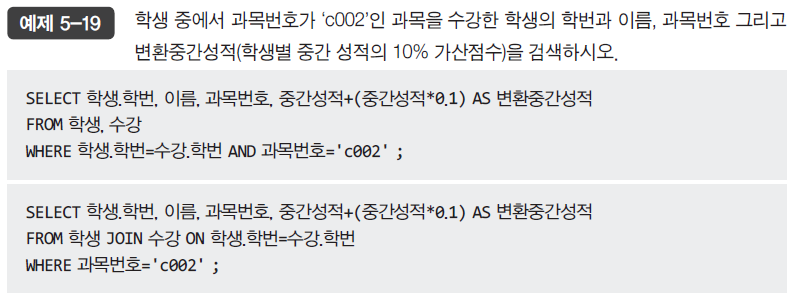 예제 5-19
학생 중에서 과목번호가 ‘c002’인 과목을 수강한 학생의 학번과 이름, 과목번호 그리고
변환중간성적(학생별 중간 성적의 10% 가산점수)을 검색하시오.
SELECT 학생.학번, 이름, 과목번호, 중간성적+(중간성적*0.1) AS 변환중간성적
FROM 학생, 수강
WHERE 학생.학번=수강.학번 AND 과목번호='c002' ;
SELECT 학생.학번, 이름, 과목번호, 중간성적+(중간성적*0.1) AS 변환중간성적
FROM 학생 JOIN 수강 ON 학생.학번=수강.학번
WHERE 과목번호='c002' ;